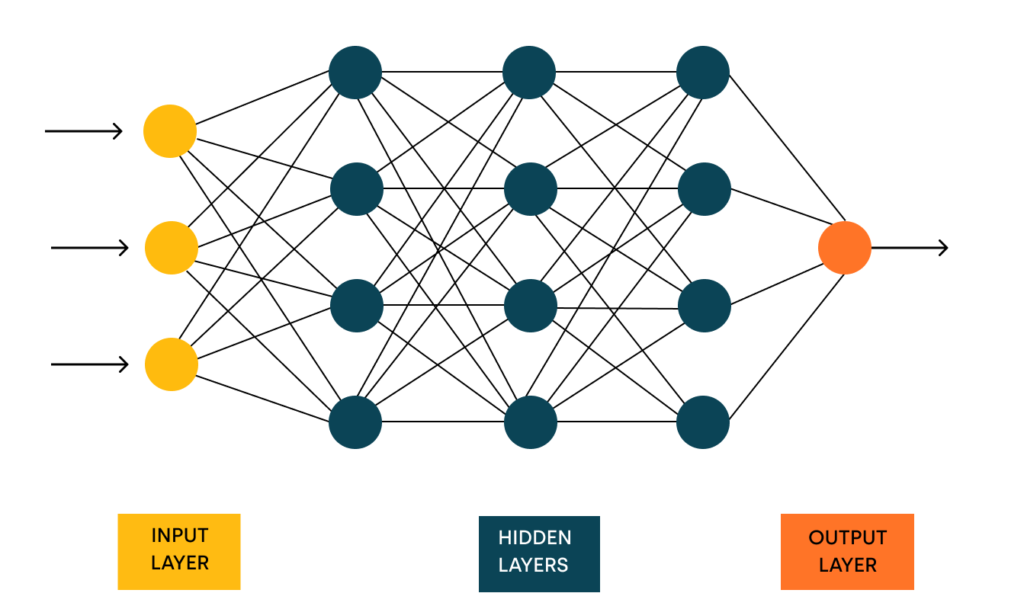 INPUT
LAYER
HIDDEN
LAYERS
OUTPUT
LAYER